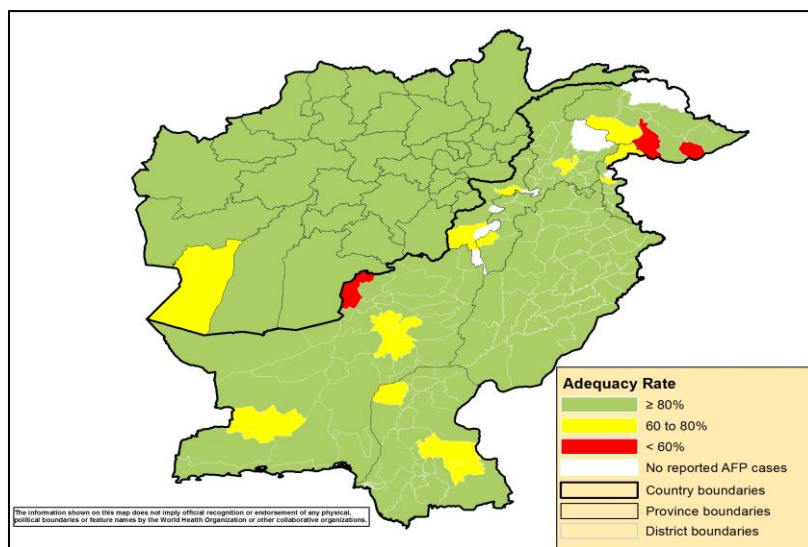 Adequacy Rate
≥ 80%
60 to 80%
< 60%
No reported AFP cases
Country boundaries
Province boundaries
District boundaries
The information shown on this map does not imply official recognition or endorsement of any physical,
political boundaries or feature names by the World Health Organization or other collaborative organizations.